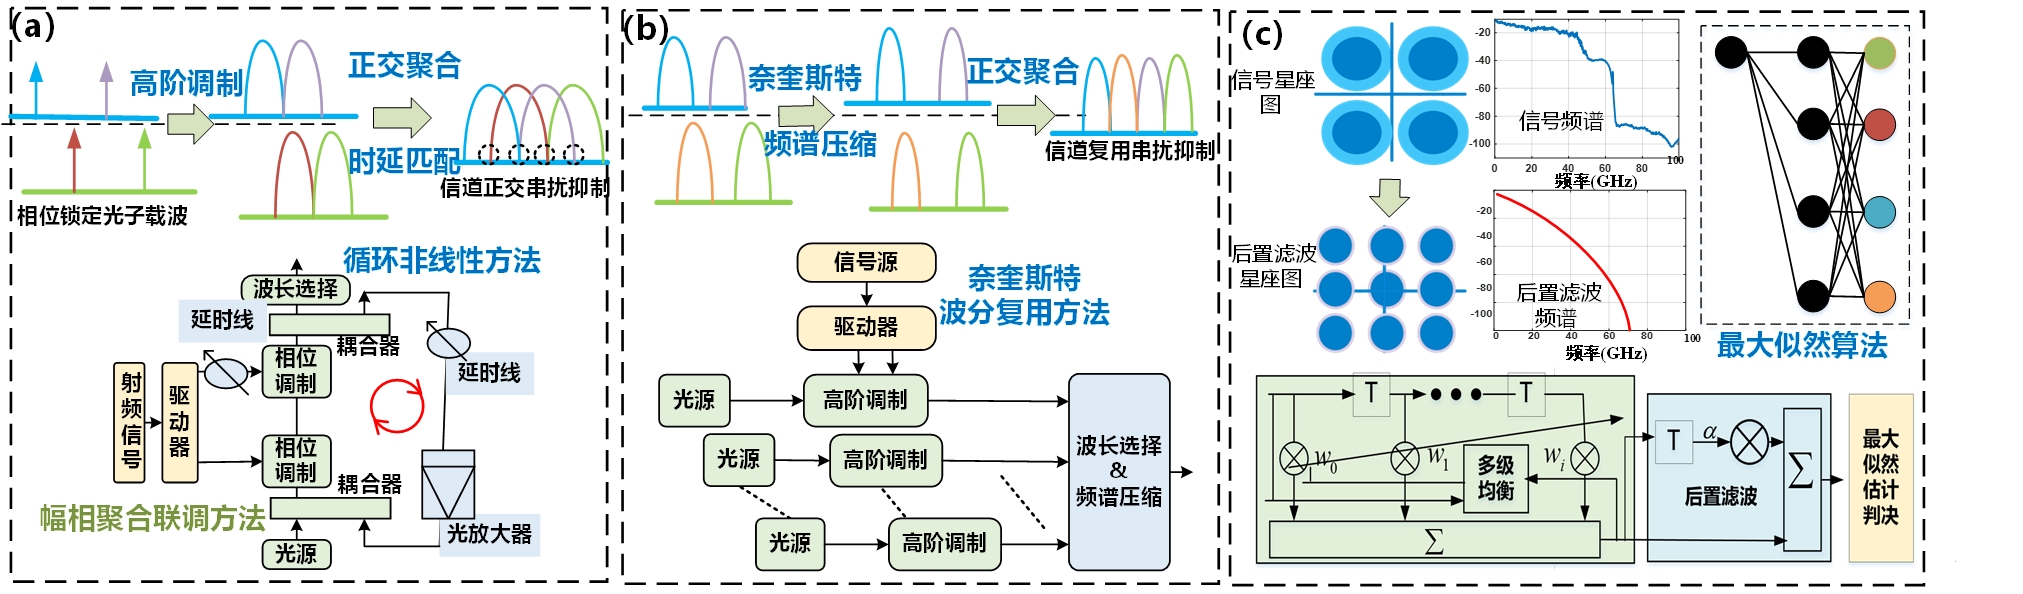 (a)
高阶调制
正交聚合
时延匹配
信道正交串扰抑制
相位锁定光子载波
循环非线性方法
波长选择
延时线
耦合器
相位
调制
延时线
射
频
信
号
驱
动
器
相位
调制
耦合器
幅相聚合联调方法
光放大器
光源
(b)
奈奎斯特
频谱压缩
正交聚合
信道复用串扰抑制
信号源
驱动器
奈奎斯特
波分复用方法
光源
高阶调制
光源
高阶调制
光源
高阶调制
波长选择
&
频谱压缩
(c)
信号星座
图
-20
-40
-60
-80
-100
信号频谱
0 20 40 60 80 100
频率(GHz)
后置滤波
星座图
-20
-40
-60
-80
-100
后置滤波
频谱
0 20 40 60 80 100
频率(GHz)
最大似然算法
T
T
w0
w1
wi
多级
均衡
Σ
T
α
后置滤波
Σ
最大
似然
估计
判决